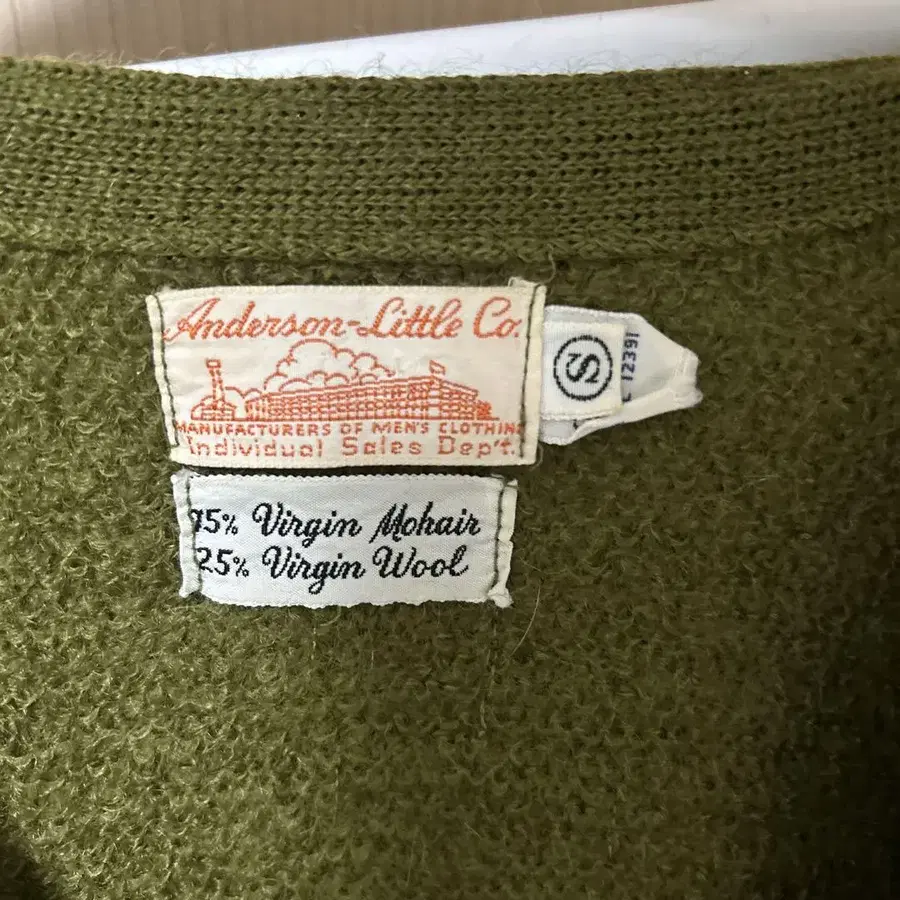 Anderson-Little Co.
MANUFACTURERS OF MEN'S CLOTHING
Individual Sales Dep't.
S
12391
75% Virgin Mohair
25% Virgin Wool